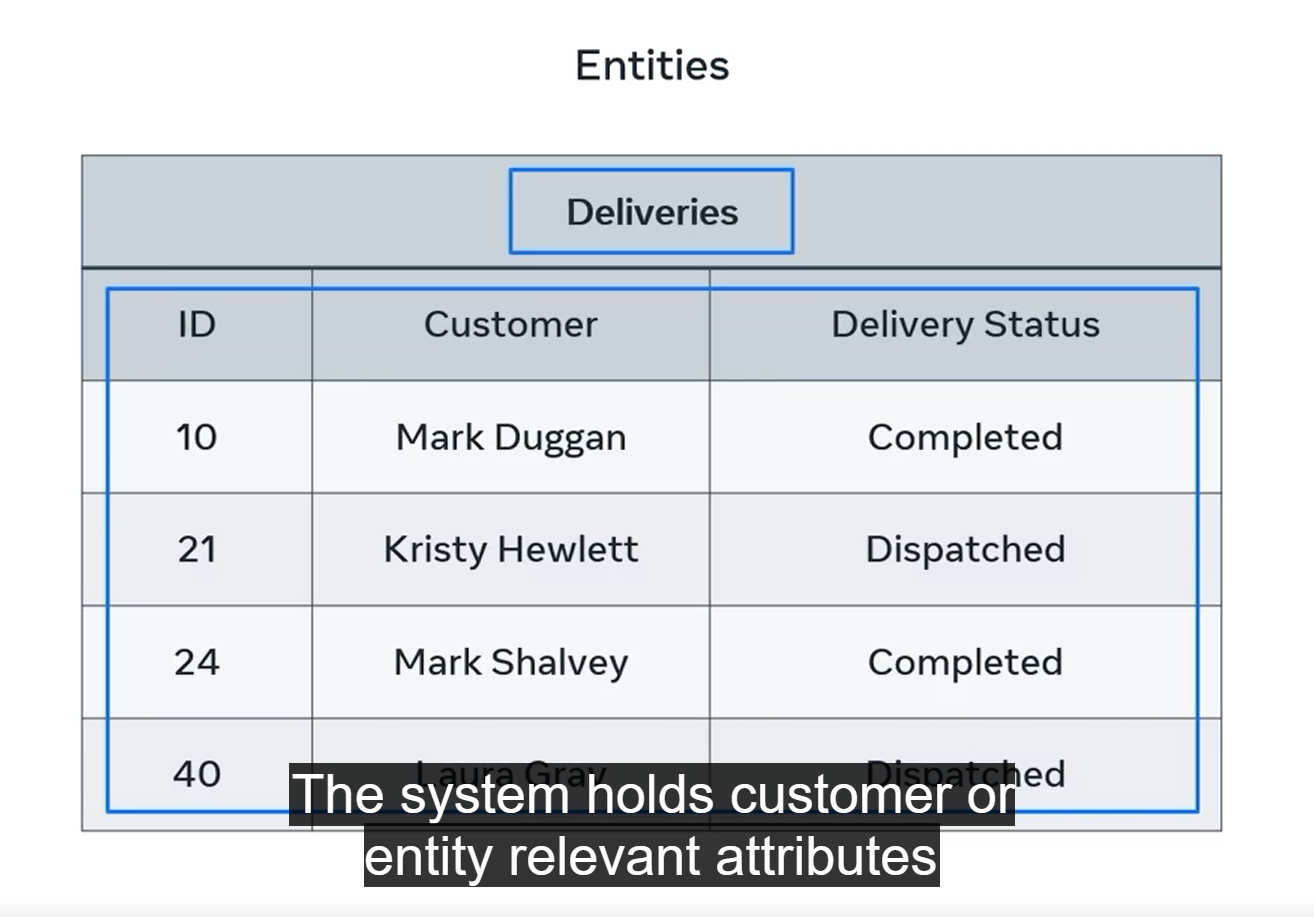 Entities
Deliveries
ID Customer Delivery Status
10 Mark Duggan Completed
21 Kristy Hewlett Dispatched
24 Mark Shalvey Completed
40 Laura Gray Dispatched
The system holds customer or
entity relevant attributes